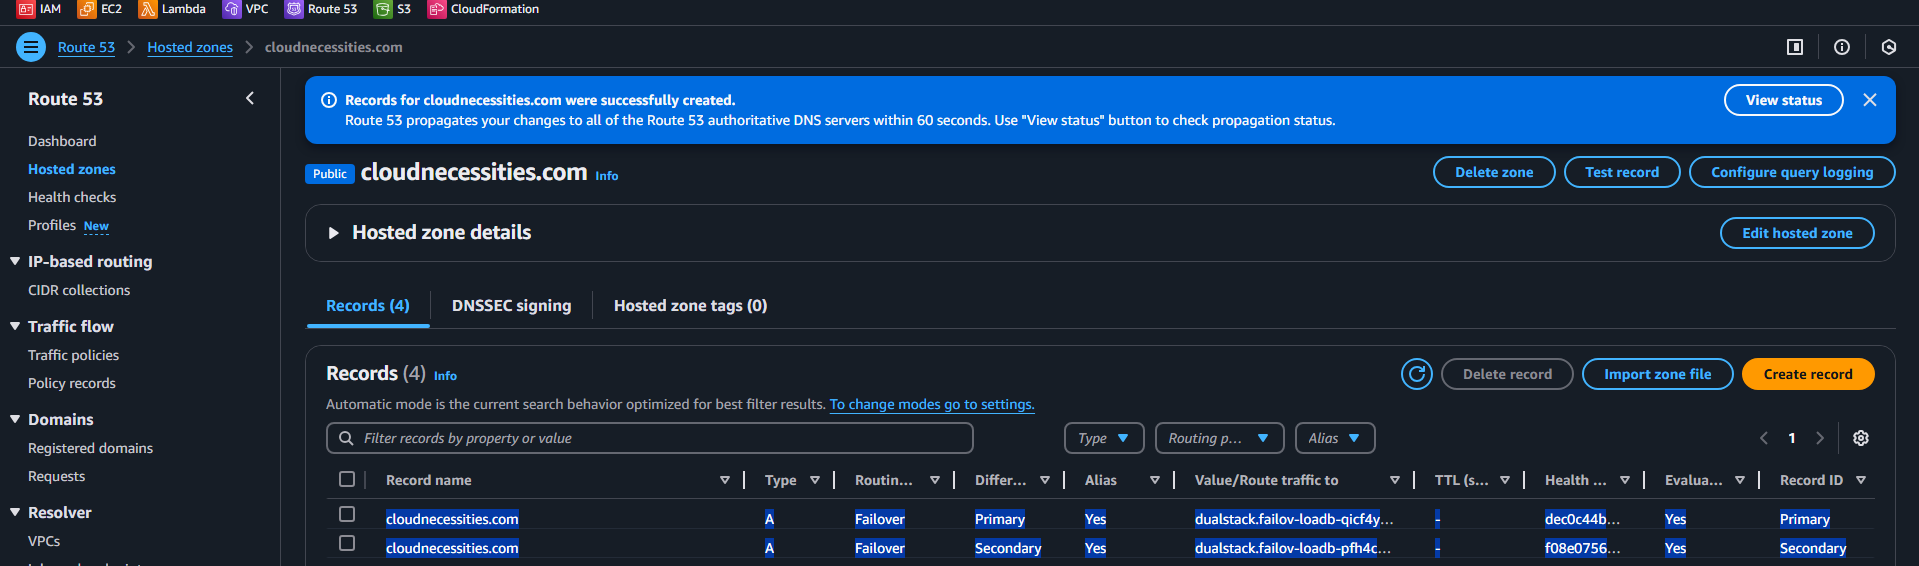 IAM EC2 Lambda VPC Route 53 S3 CloudFormation
Route 53 Hosted zones cloudnecessities.com
Route 53
Dashboard
Hosted zones
Health checks
Profiles New
IP-based routing
CIDR collections
Traffic flow
Traffic policies
Policy records
Domains
Registered domains
Requests
Resolver
VPCs
Records for cloudnecessities.com were successfully created.
Route 53 propagates your changes to all of the Route 53 authoritative DNS servers within 60 seconds. Use "View status" button to check propagation status.
View status
Public cloudnecessities.com Info
Delete zone Test record Configure query logging
Hosted zone details Edit hosted zone
Records (4) DNSSEC signing Hosted zone tags (0)
Records (4) Info
Delete record Import zone file Create record
Automatic mode is the current search behavior optimized for best filter results. To change modes go to settings.
Filter records by property or value Type Routing p... Alias 1
Record name Type Routin... Differ... Alias Value/Route traffic to TTL (s... Health ... Evalua... Record ID
cloudnecessities.com A Failover Primary Yes dualstack.failov-loadb-qicf4y... - dec0c44b... Yes Primary
cloudnecessities.com A Failover Secondary Yes dualstack.failov-loadb-pfh4c... - f08e0756... Yes Secondary